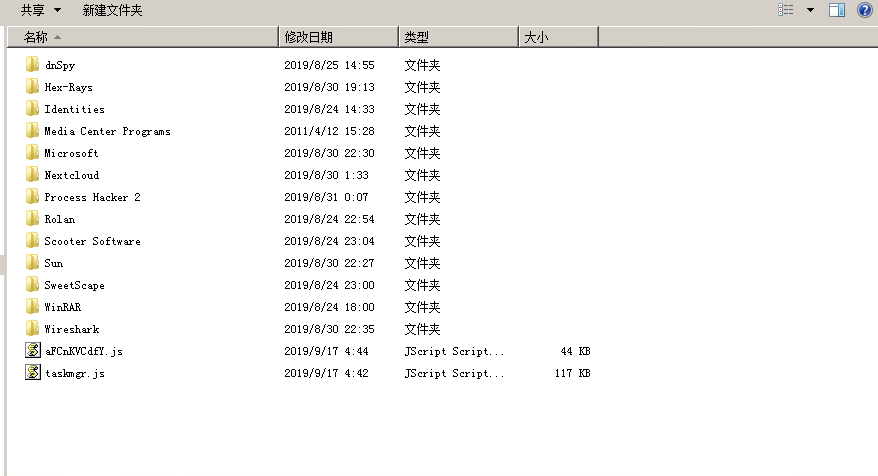 共享 新建文件夹
名称 修改日期 类型 大小
dnSpy 2019/8/25 14:55 文件夹
Hex-Rays 2019/8/30 19:13 文件夹
Identities 2019/8/24 14:33 文件夹
Media Center Programs 2011/4/12 15:28 文件夹
Microsoft 2019/8/30 22:30 文件夹
Nextcloud 2019/8/30 1:33 文件夹
Process Hacker 2 2019/8/31 0:07 文件夹
Rolan 2019/8/24 22:54 文件夹
Scooter Software 2019/8/24 23:04 文件夹
Sun 2019/8/30 22:27 文件夹
SweetScape 2019/8/24 23:00 文件夹
WinRAR 2019/8/24 18:00 文件夹
Wireshark 2019/8/30 22:35 文件夹
aFCnKVCdfY.js 2019/9/17 4:44 JScript Script... 44 KB
taskmgr.js 2019/9/17 4:42 JScript Script... 117 KB